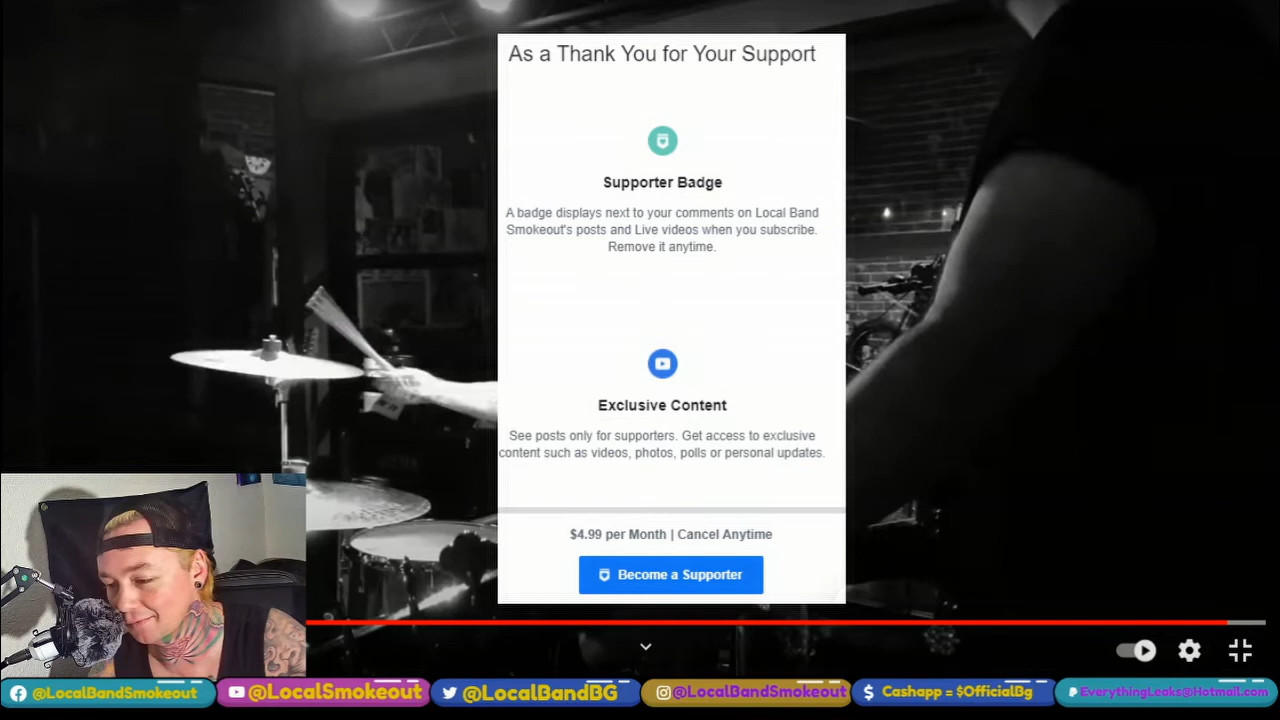 As a Thank You for Your Support
Supporter Badge
A badge displays next to your comments on Local Band
Smokeout's posts and Live videos when you subscribe.
Remove it anytime.
Exclusive Content
See posts only for supporters. Get access to exclusive
content such as videos, photos, polls or personal updates.
$4.99 per Month | Cancel Anytime
Become a Supporter
@LocalBandSmokeout
@LocalSmokeout
@LocalBandBG
@LocalBandSmokeout
$ Cashapp = $OfficialBg
EverythingLeaks@Hotmail.com